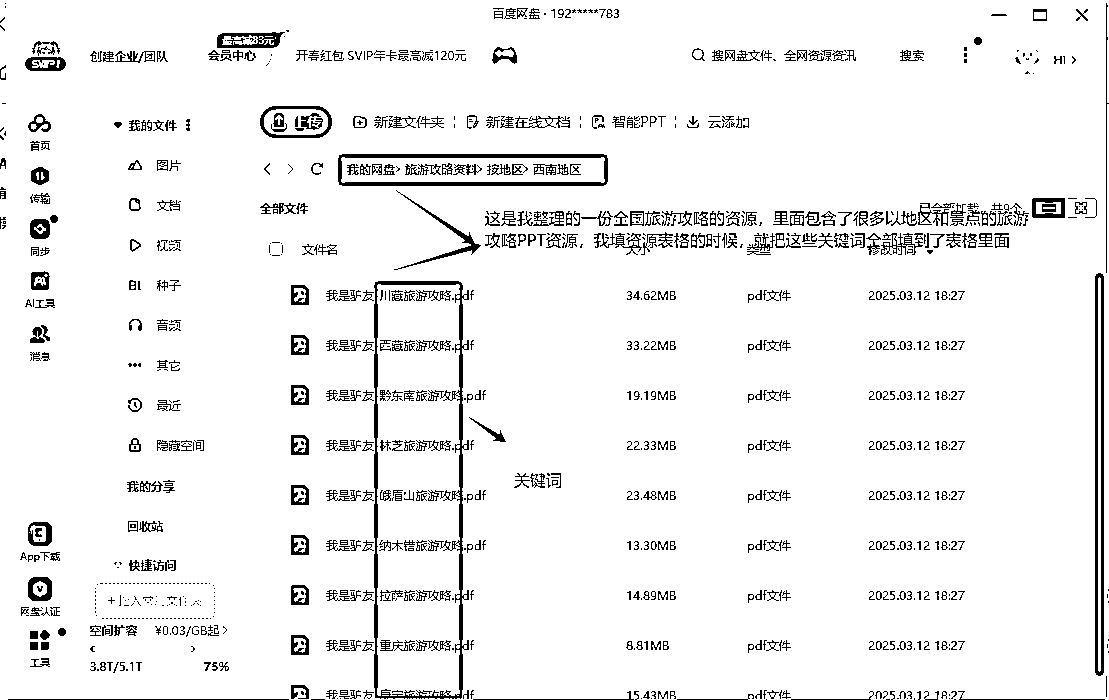 百度网盘 · 192*****783
SVIP1
创建企业/团队
最高减83元
会员中心
开春红包 SVIP年卡最高减120元
搜网盘文件、全网资源资讯
搜索
HI
首页
传输
同步
AI工具
消息
App下载
网盘认证
工具
我的文件
图片
文档
视频
BT
种子
音频
其它
最近
隐藏空间
我的分享
回收站
快捷访问
空间扩容 ¥0.03/GB起>
3.8T/5.1T 75%
上传
新建文件夹
新建在线文档
智能PPT
云添加
我的网盘> 旅游攻略资料> 按地区> 西南地区
全部文件
已全部加载，共9个
这是我整理的一份全国旅游攻略的资源，里面包含了很多以地区和景点的旅游
攻略PPT资源，我填资源表格的时候，就把这些关键词全部填到了表格里面
文件名 大小 类型 修改时间
我是驴友 川藏旅游攻略.pdf 34.62MB pdf文件 2025.03.12 18:27
我是驴友 西藏旅游攻略.pdf 33.22MB pdf文件 2025.03.12 18:27
我是驴友 黔东南旅游攻略.pdf 19.19MB pdf文件 2025.03.12 18:27
我是驴友 林芝旅游攻略.pdf 22.33MB pdf文件 2025.03.12 18:27
关键词
我是驴友 峨眉山旅游攻略.pdf 23.48MB pdf文件 2025.03.12 18:27
我是驴友 纳木错旅游攻略.pdf 13.30MB pdf文件 2025.03.12 18:27
我是驴友 拉萨旅游攻略.pdf 14.89MB pdf文件 2025.03.12 18:27
我是驴友 重庆旅游攻略.pdf 8.81MB pdf文件 2025.03.12 18:27
我是驴友 旅游攻略.pdf 15.43MB pdf文件 2025.03.12 18:27